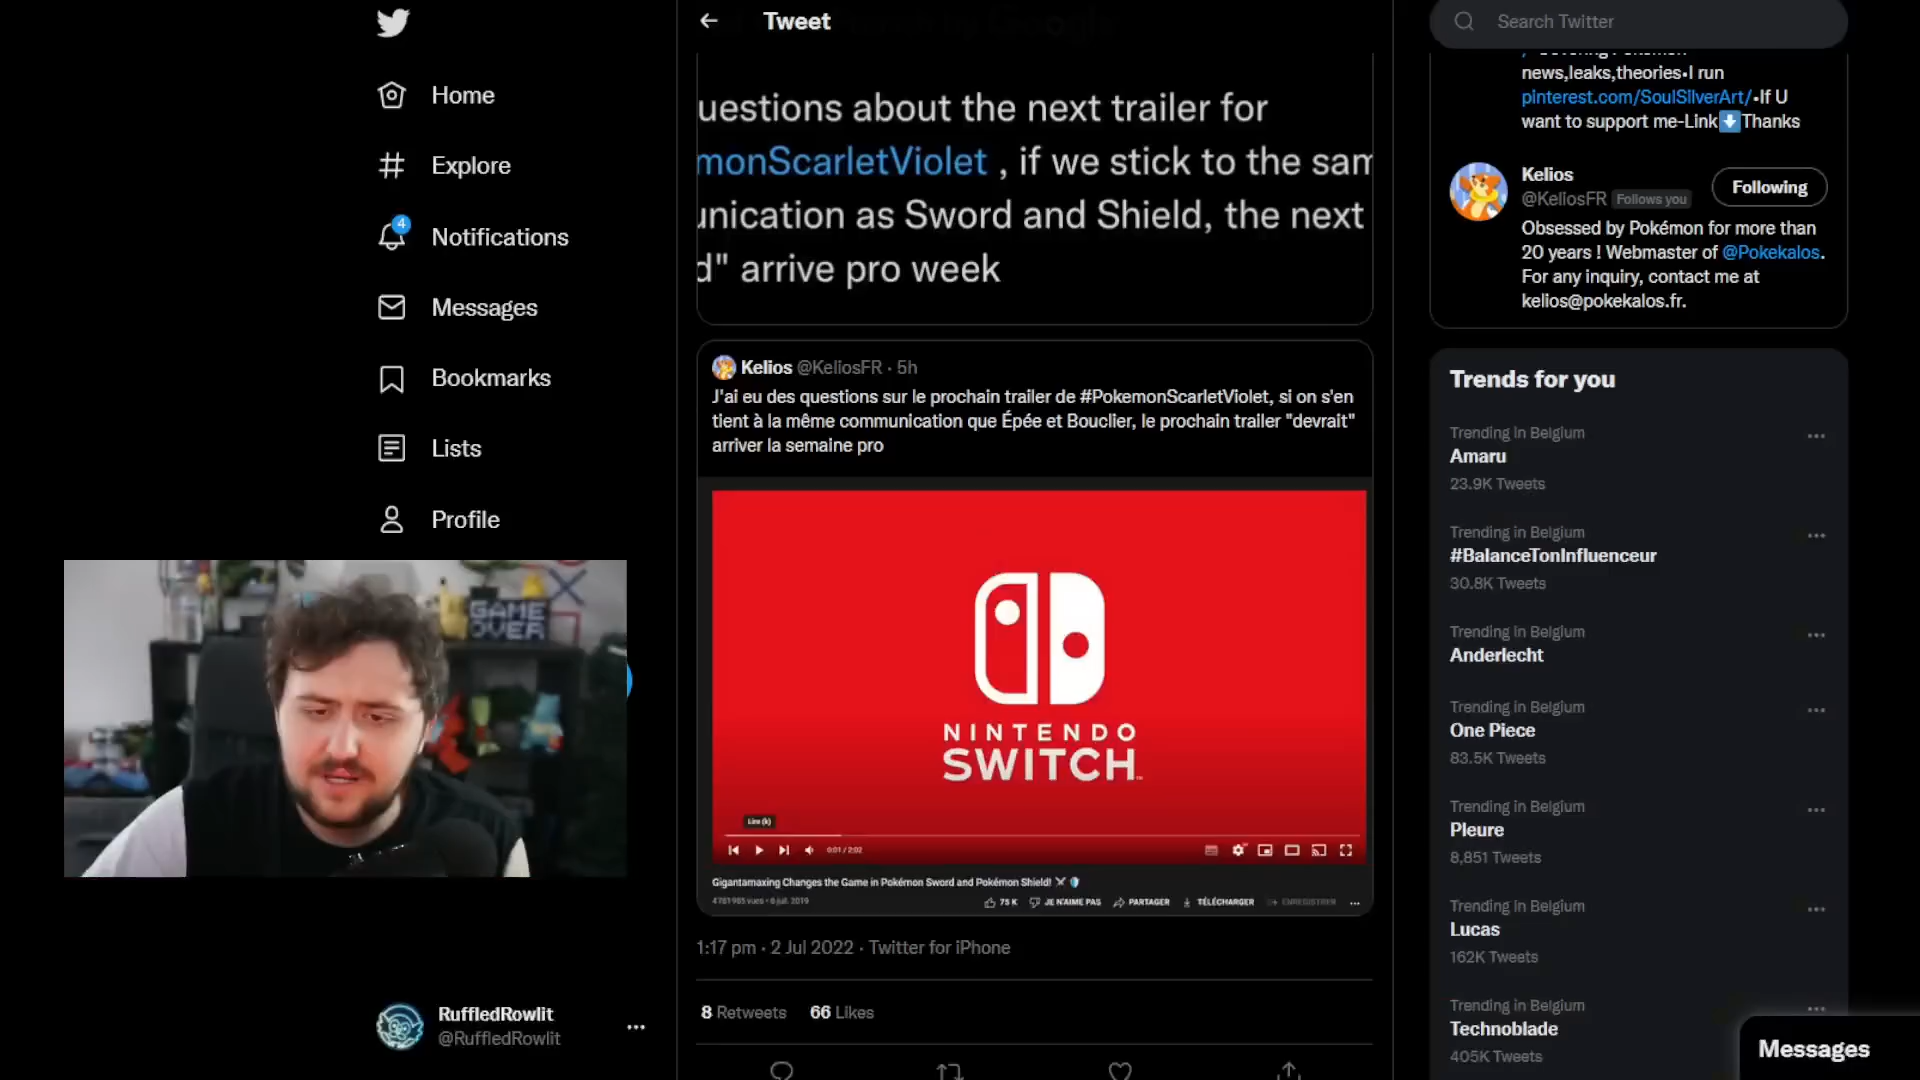 Home
Explore
4
Notifications
Messages
Bookmarks
Lists
Profile
GAME
OVER
RuffledRowlit
@RuffledRowlit
Tweet
uestions about the next trailer for
monScarletViolet , if we stick to the sam
unication as Sword and Shield, the next
d" arrive pro week
Kelios @KeliosFR · 5h
J'ai eu des questions sur le prochain trailer de #PokemonScarletViolet, si on s'en
tient à la même communication que Épée et Bouclier, le prochain trailer "devrait"
arriver la semaine pro
NINTENDO
SWITCH
Lire (k)
0:01 / 2:02
Gigantamaxing Changes the Game in Pokémon Sword and Pokémon Shield!
75 K JE N'AIME PAS PARTAGER TÉLÉCHARGER ENREGISTRER
1:17 pm · 2 Jul 2022 · Twitter for iPhone
8 Retweets 66 Likes
Search Twitter
news,leaks,theories•I run
pinterest.com/SoulSilverArt/•If U
want to support me-Link⬇Thanks
Kelios
@KeliosFR Follows you
Following
Obsessed by Pokémon for more than
20 years ! Webmaster of @Pokekalos.
For any inquiry, contact me at
kelios@pokekalos.fr.
Trends for you
Trending in Belgium
Amaru
23.9K Tweets
Trending in Belgium
#BalanceTonInfluenceur
30.8K Tweets
Trending in Belgium
Anderlecht
Trending in Belgium
One Piece
83.5K Tweets
Trending in Belgium
Pleure
8,851 Tweets
Trending in Belgium
Lucas
162K Tweets
Trending in Belgium
Technoblade
405K Tweets
Messages